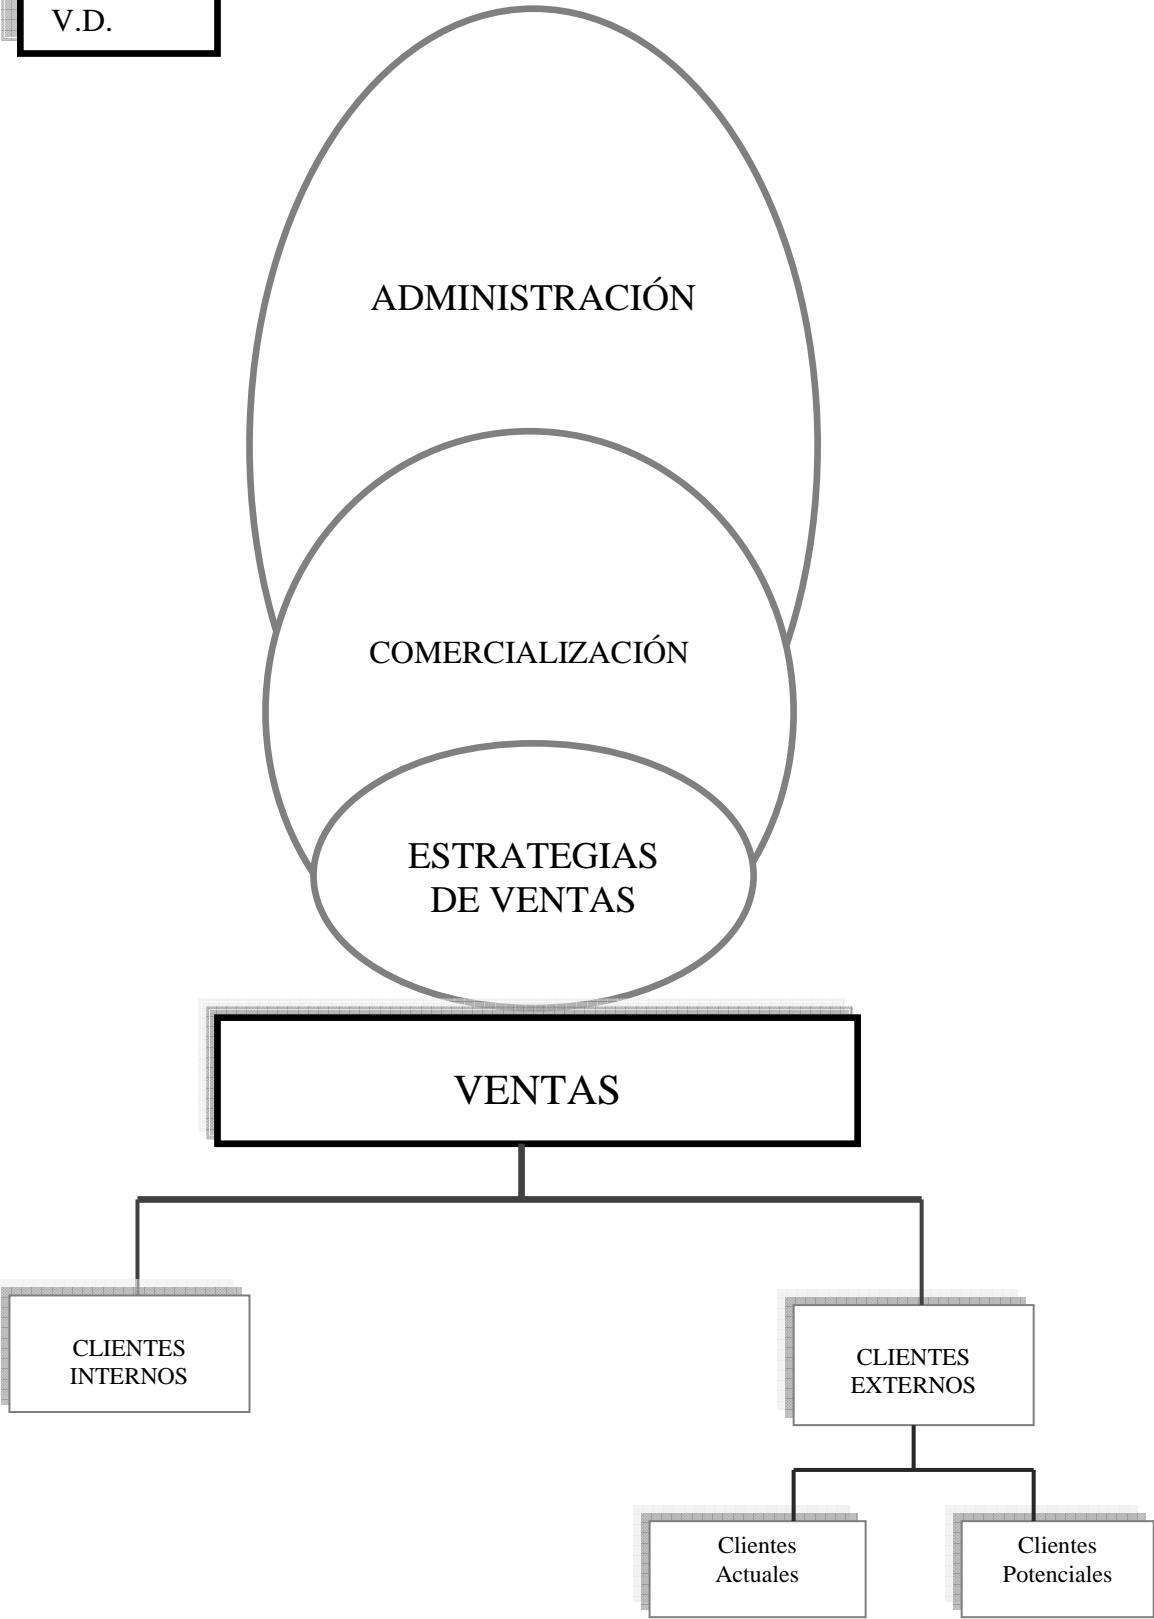 V.D.
ADMINISTRACIÓN
COMERCIALIZACIÓN
ESTRATEGIAS
DE VENTAS
VENTAS
CLIENTES
INTERNOS
CLIENTES
EXTERNOS
Clientes
Actuales
Clientes
Potenciales